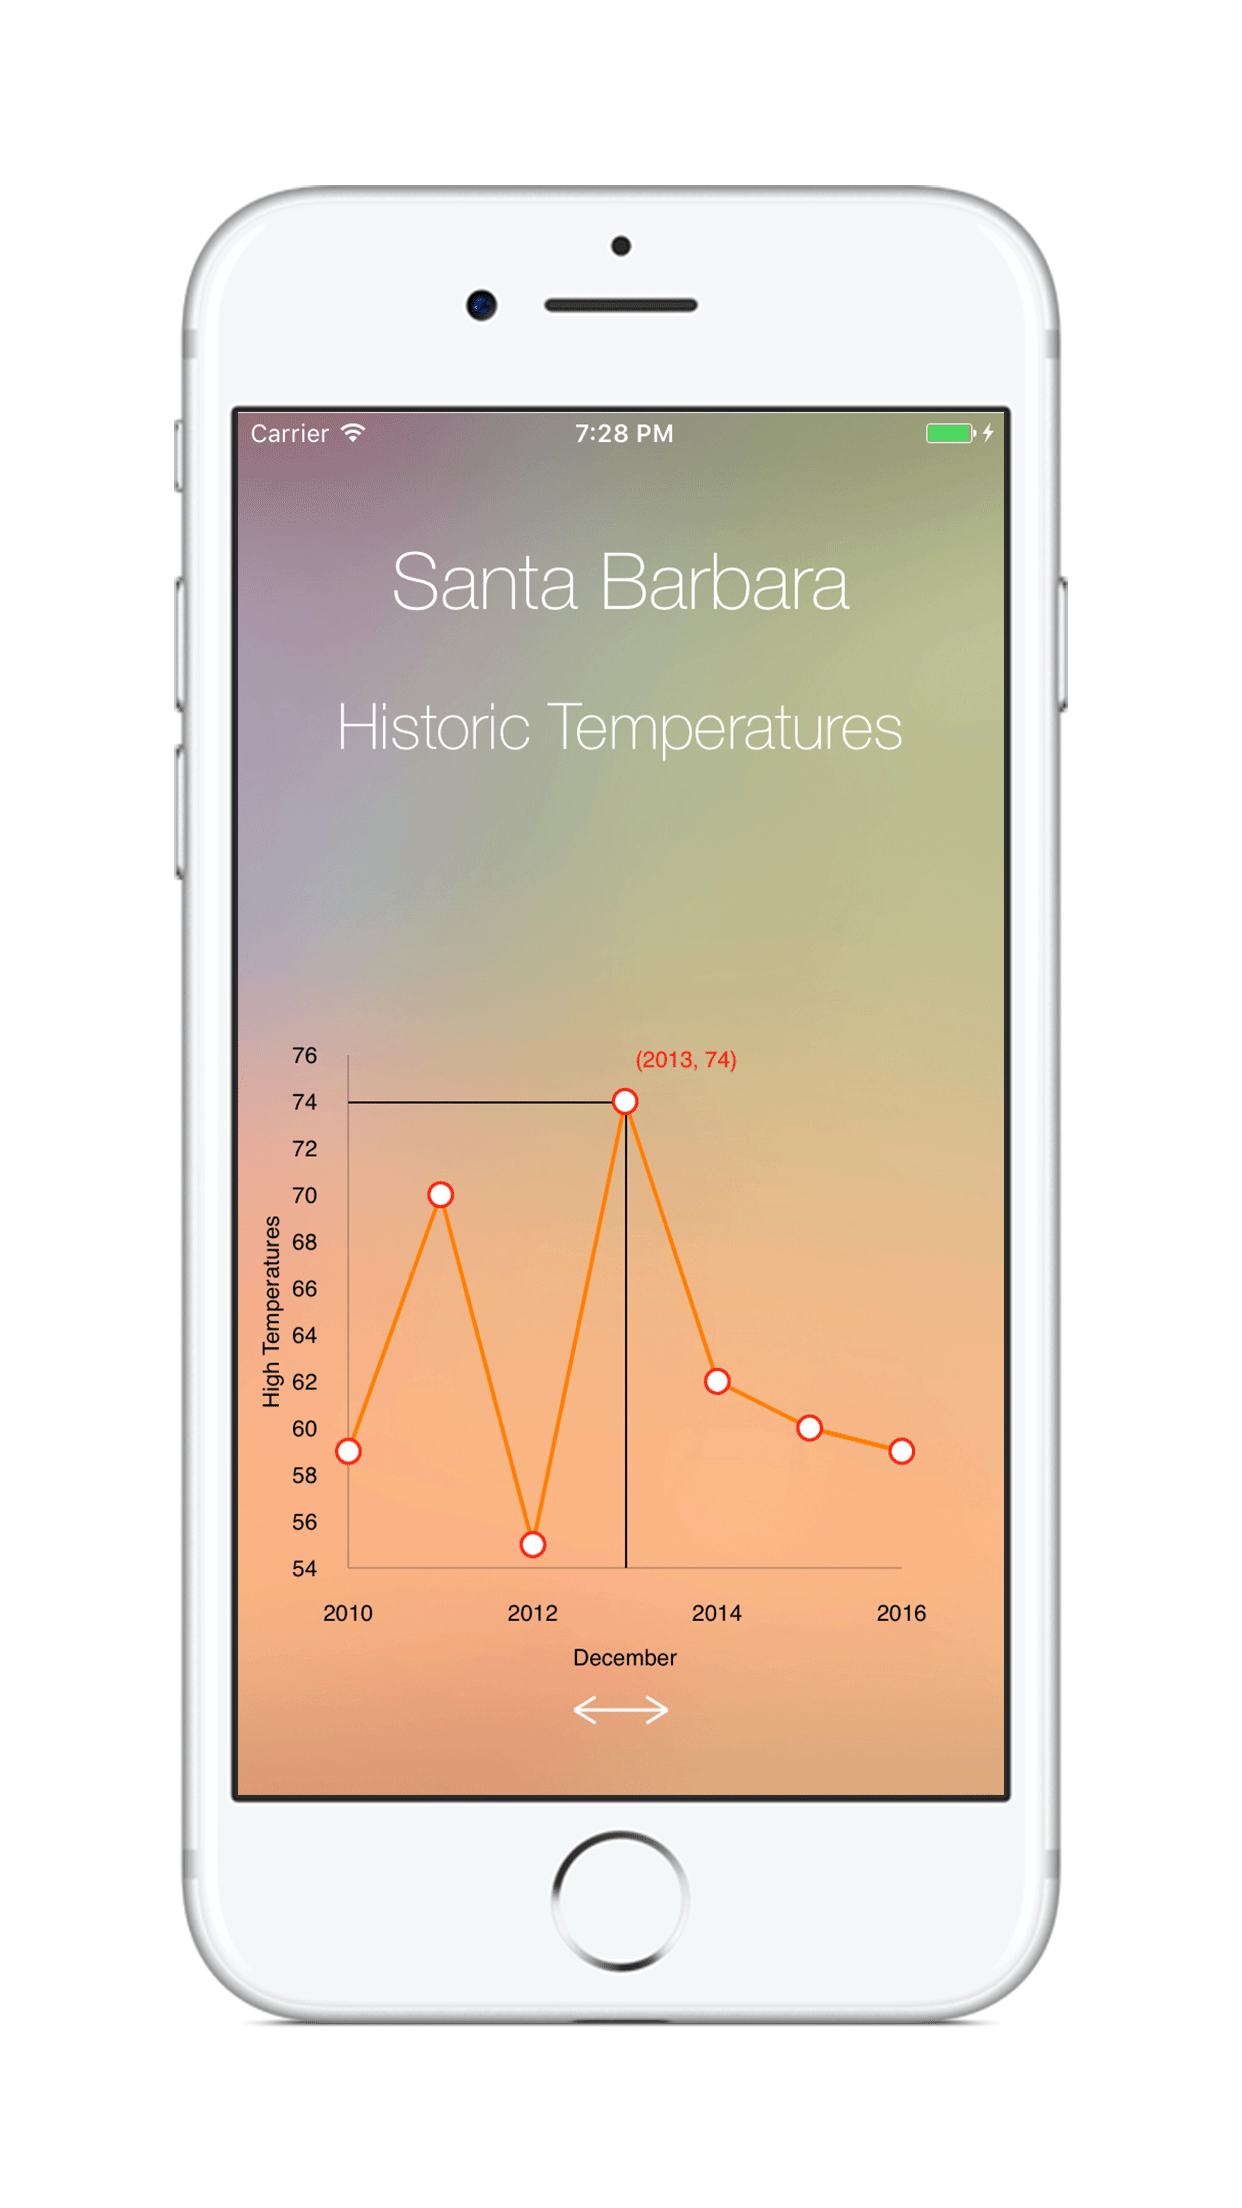 Carrier 7:28 PM
Santa Barbara
Historic Temperatures
76
(2013, 74)
74
72
70
68
66
64
62
60
58
56
54
High Temperatures
2010 2012 2014 2016
December